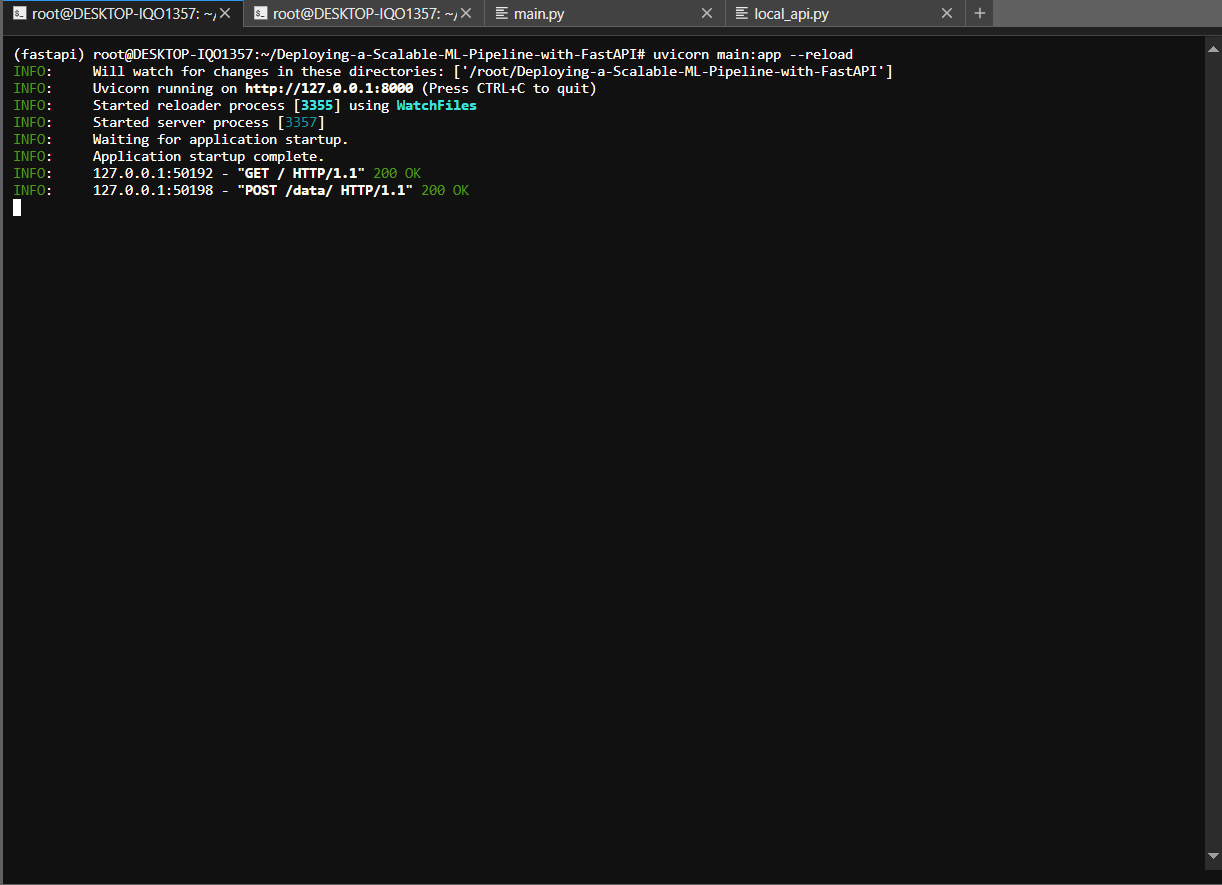 root@DESKTOP-IQO1357: ~/
root@DESKTOP-IQO1357: ~/
main.py
local_api.py
(fastapi) root@DESKTOP-IQO1357:~/Deploying-a-Scalable-ML-Pipeline-with-FastAPI# uvicorn main:app --reload
INFO:     Will watch for changes in these directories: ['/root/Deploying-a-Scalable-ML-Pipeline-with-FastAPI']
INFO:     Uvicorn running on http://127.0.0.1:8000 (Press CTRL+C to quit)
INFO:     Started reloader process [3355] using WatchFiles
INFO:     Started server process [3357]
INFO:     Waiting for application startup.
INFO:     Application startup complete.
INFO:     127.0.0.1:50192 - "GET / HTTP/1.1" 200 OK
INFO:     127.0.0.1:50198 - "POST /data/ HTTP/1.1" 200 OK